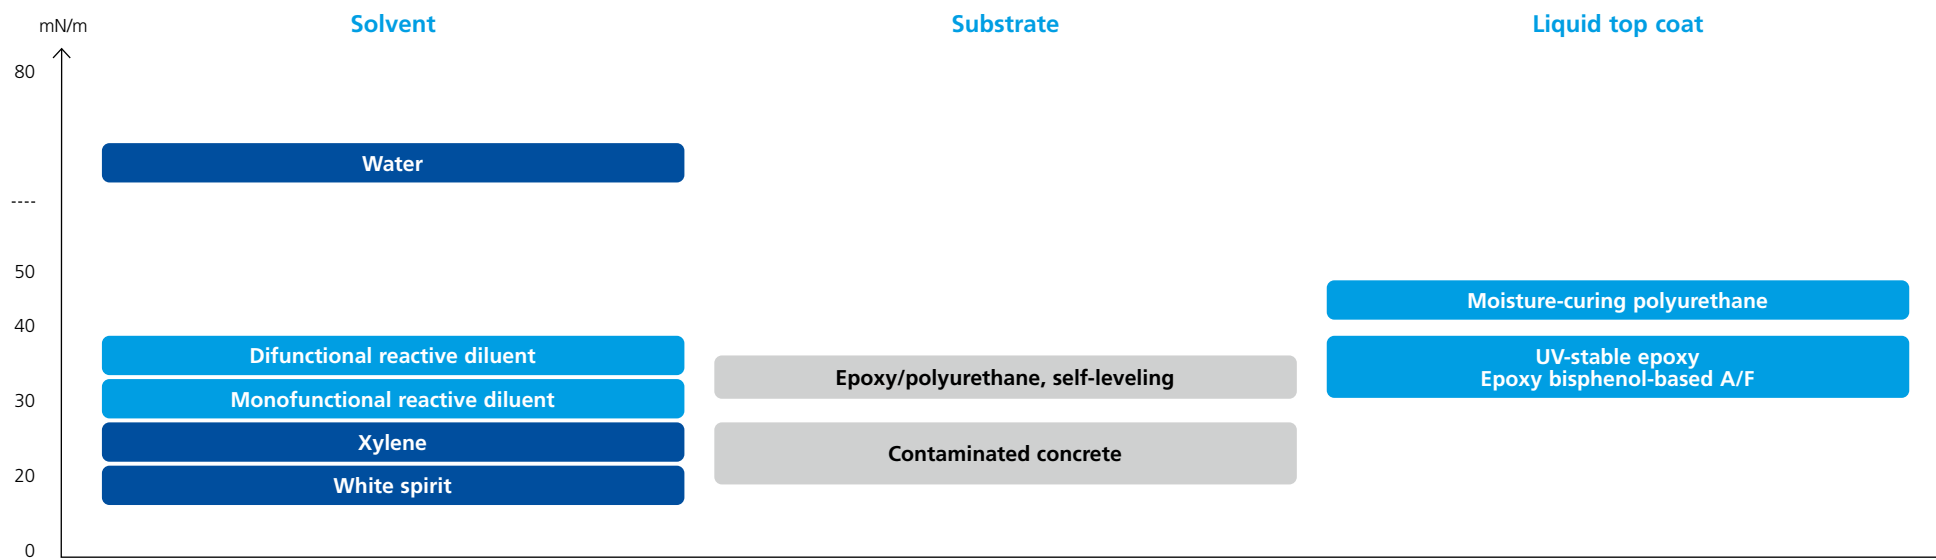 mN/m
Solvent
Substrate
Liquid top coat
80
Water
----
50
Moisture-curing polyurethane
40
Difunctional reactive diluent
UV-stable epoxy
Epoxy bisphenol-based A/F
Epoxy/polyurethane, self-leveling
30
Monofunctional reactive diluent
Xylene
Contaminated concrete
20
White spirit
0